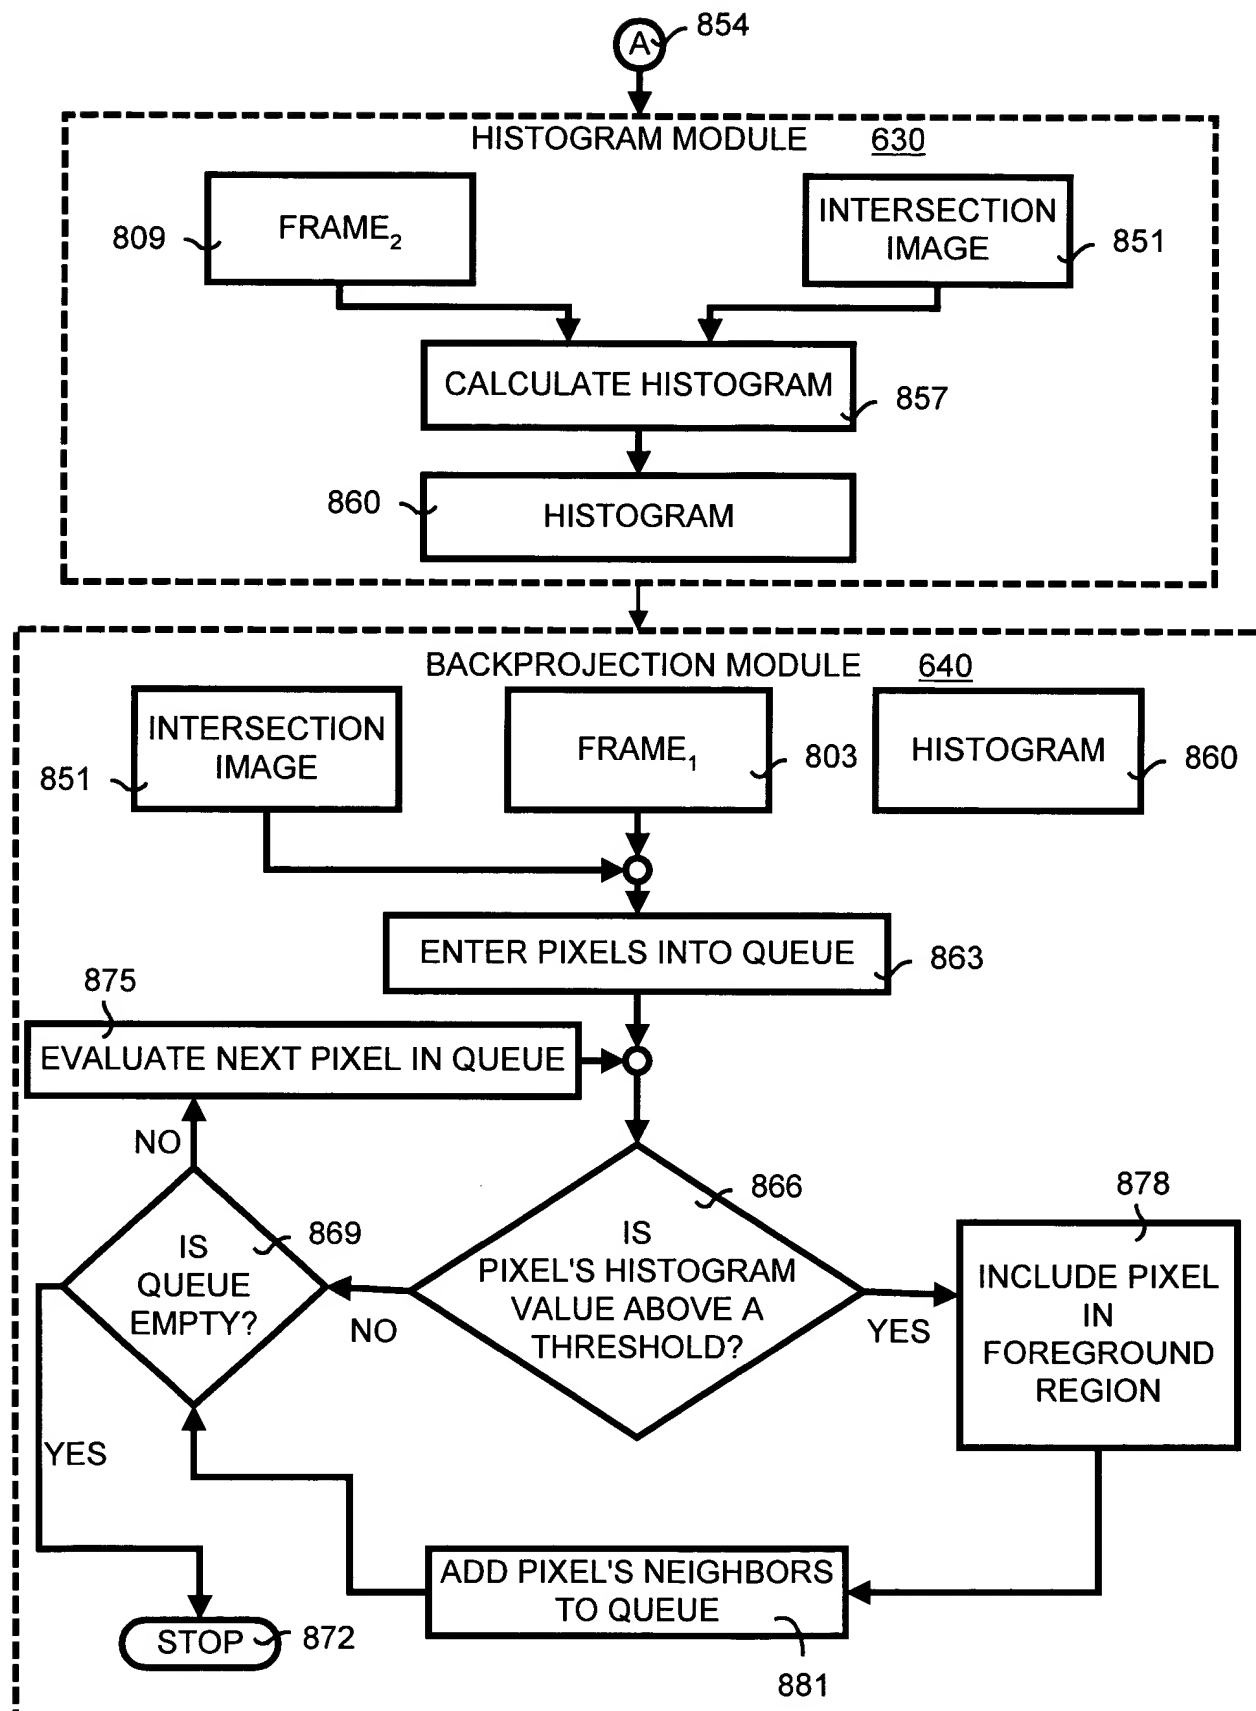 A
854
HISTOGRAM MODULE 630
FRAME₂
809
INTERSECTION
IMAGE
851
CALCULATE HISTOGRAM
857
860
HISTOGRAM
BACKPROJECTION MODULE 640
INTERSECTION
IMAGE
851
FRAME₁
803
HISTOGRAM
860
ENTER PIXELS INTO QUEUE
863
875
EVALUATE NEXT PIXEL IN QUEUE
NO
866
IS
PIXEL'S HISTOGRAM
VALUE ABOVE A
THRESHOLD?
869
IS
QUEUE
EMPTY?
NO
YES
878
INCLUDE PIXEL
IN
FOREGROUND
REGION
YES
ADD PIXEL'S NEIGHBORS
TO QUEUE
881
STOP
872